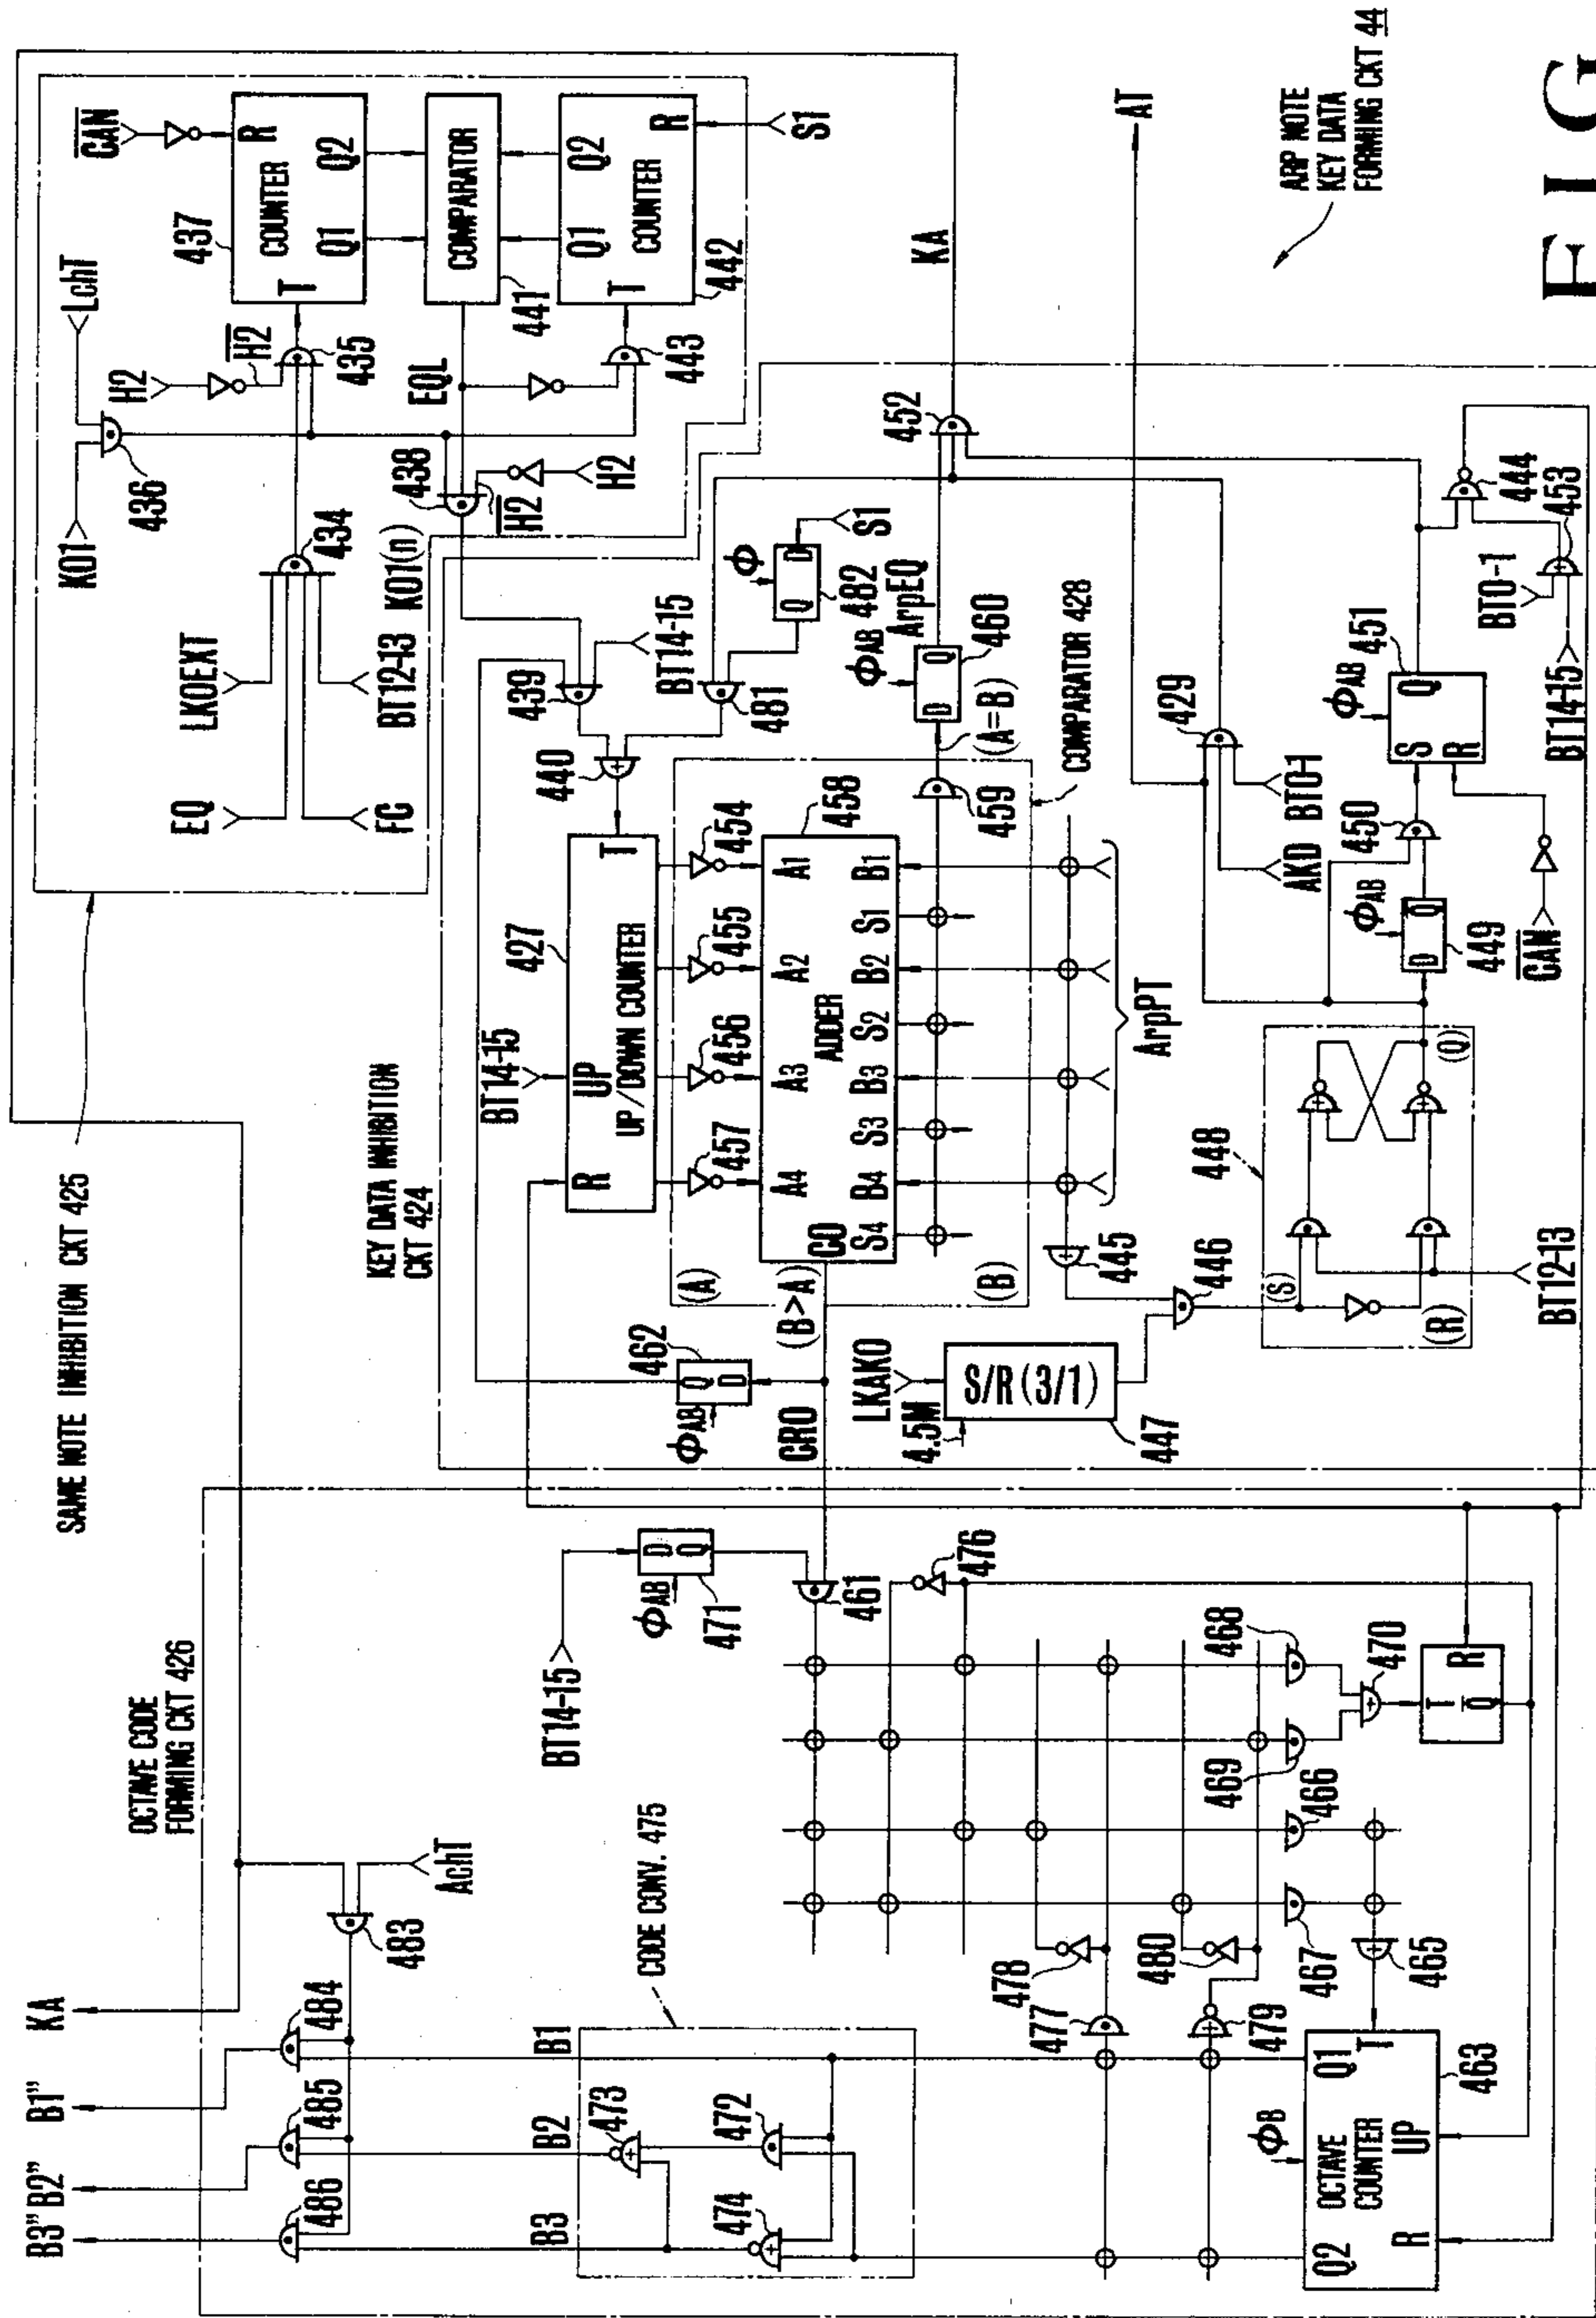 SAME NOTE INHIBITION CKT 425
EQ
LKOEXT
FC
BT12-13
434
KO1
LchT
436
H2
H2
435
CAN
437
COUNTER
T
R
Q1
Q2
COMPARATOR
441
Q1
Q2
COUNTER
T
R
442
S1
443
EQL
438
H2
H2
KO1(n)
KEY DATA INHIBITION
CKT 424
BT14-15
427
R
UP
UP/DOWN COUNTER
T
440
439
BT14-15
481
Φ
Q
D
482
S1
457
456
455
454
(A)
A4
A3
A2
A1
CO
ADDER
458
S4
B4
S3
B3
S2
B2
S1
B1
(B)
(B>A)
459
(A=B)
ΦAB
ArpEQ
D
Q
460
COMPARATOR 428
452
KA
AT
462
Q
D
ΦAB
CRO
LKAKO
4.5M
S/R(3/1)
447
445
446
ArpPT
448
(S)
(R)
(Q)
BT12-13
429
AKD
BT0-1
ΦAB
D
Q
449
450
CAN
ΦAB
S
R
Q
451
444
453
BT0-1
BT14-15
ARP NOTE
KEY DATA
FORMING CKT 44
FIG
OCTAVE CODE
FORMING CKT 426
KA
B1"
B2"
B3"
484
485
486
483
AchT
BT14-15
ΦAB
D
Q
471
461
CODE CONV. 475
B1
B2
B3
473
472
474
476
478
477
480
479
468
469
466
467
465
470
T
R
Q
ΦB
Q1
Q2
T
OCTAVE
COUNTER
UP
R
463